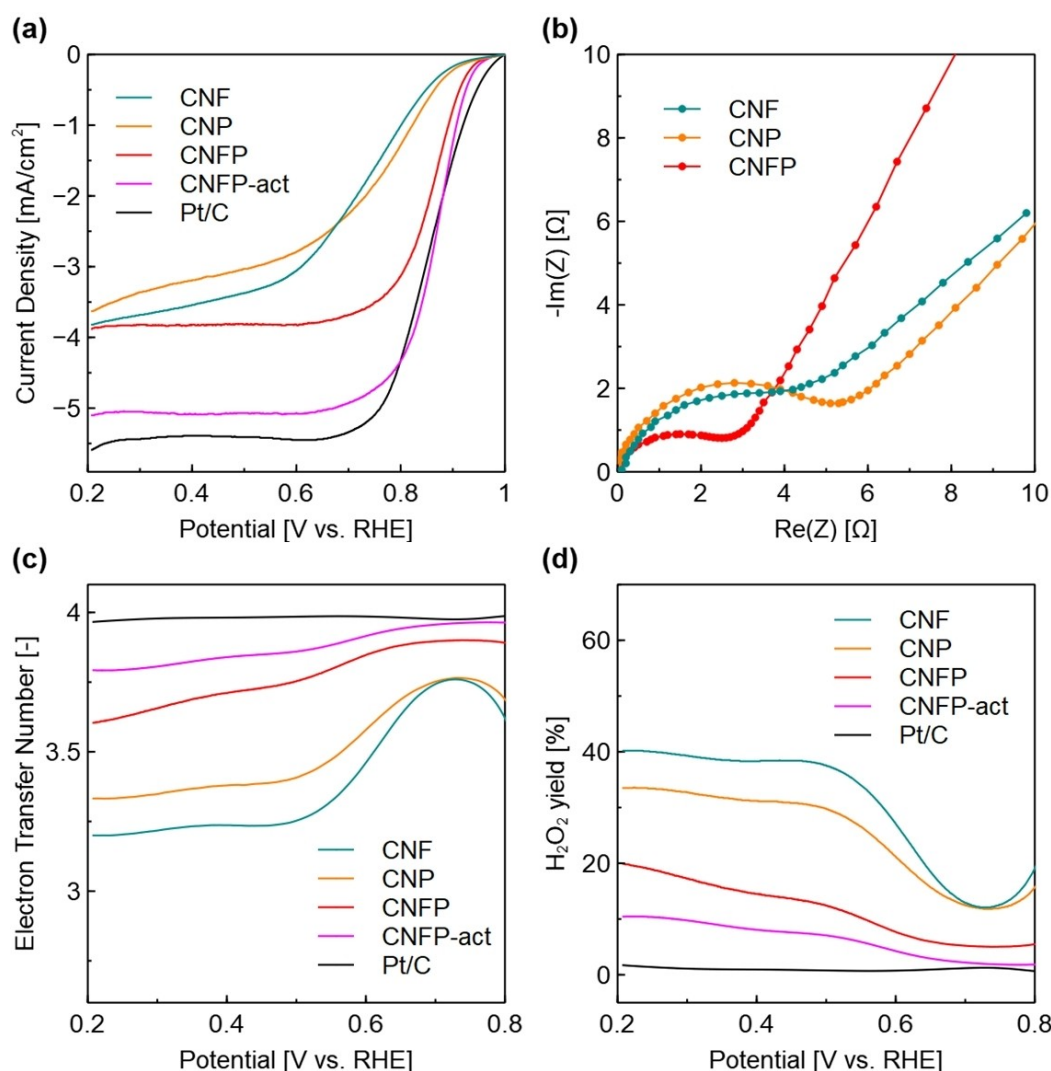 (a)
0
−1
−2
−3
−4
−5
Current Density [mA/cm²]
CNF
CNP
CNFP
CNFP-act
Pt/C
0.2
0.4
0.6
0.8
1
Potential [V vs. RHE]
(b)
10
8
6
4
2
0
-Im(Z) [Ω]
CNF
CNP
CNFP
0
2
4
6
8
10
Re(Z) [Ω]
(c)
4
3.5
3
Electron Transfer Number [-]
CNF
CNP
CNFP
CNFP-act
Pt/C
0.2
0.4
0.6
0.8
Potential [V vs. RHE]
(d)
60
40
20
0
H₂O₂ yield [%]
CNF
CNP
CNFP
CNFP-act
Pt/C
0.2
0.4
0.6
0.8
Potential [V vs. RHE]